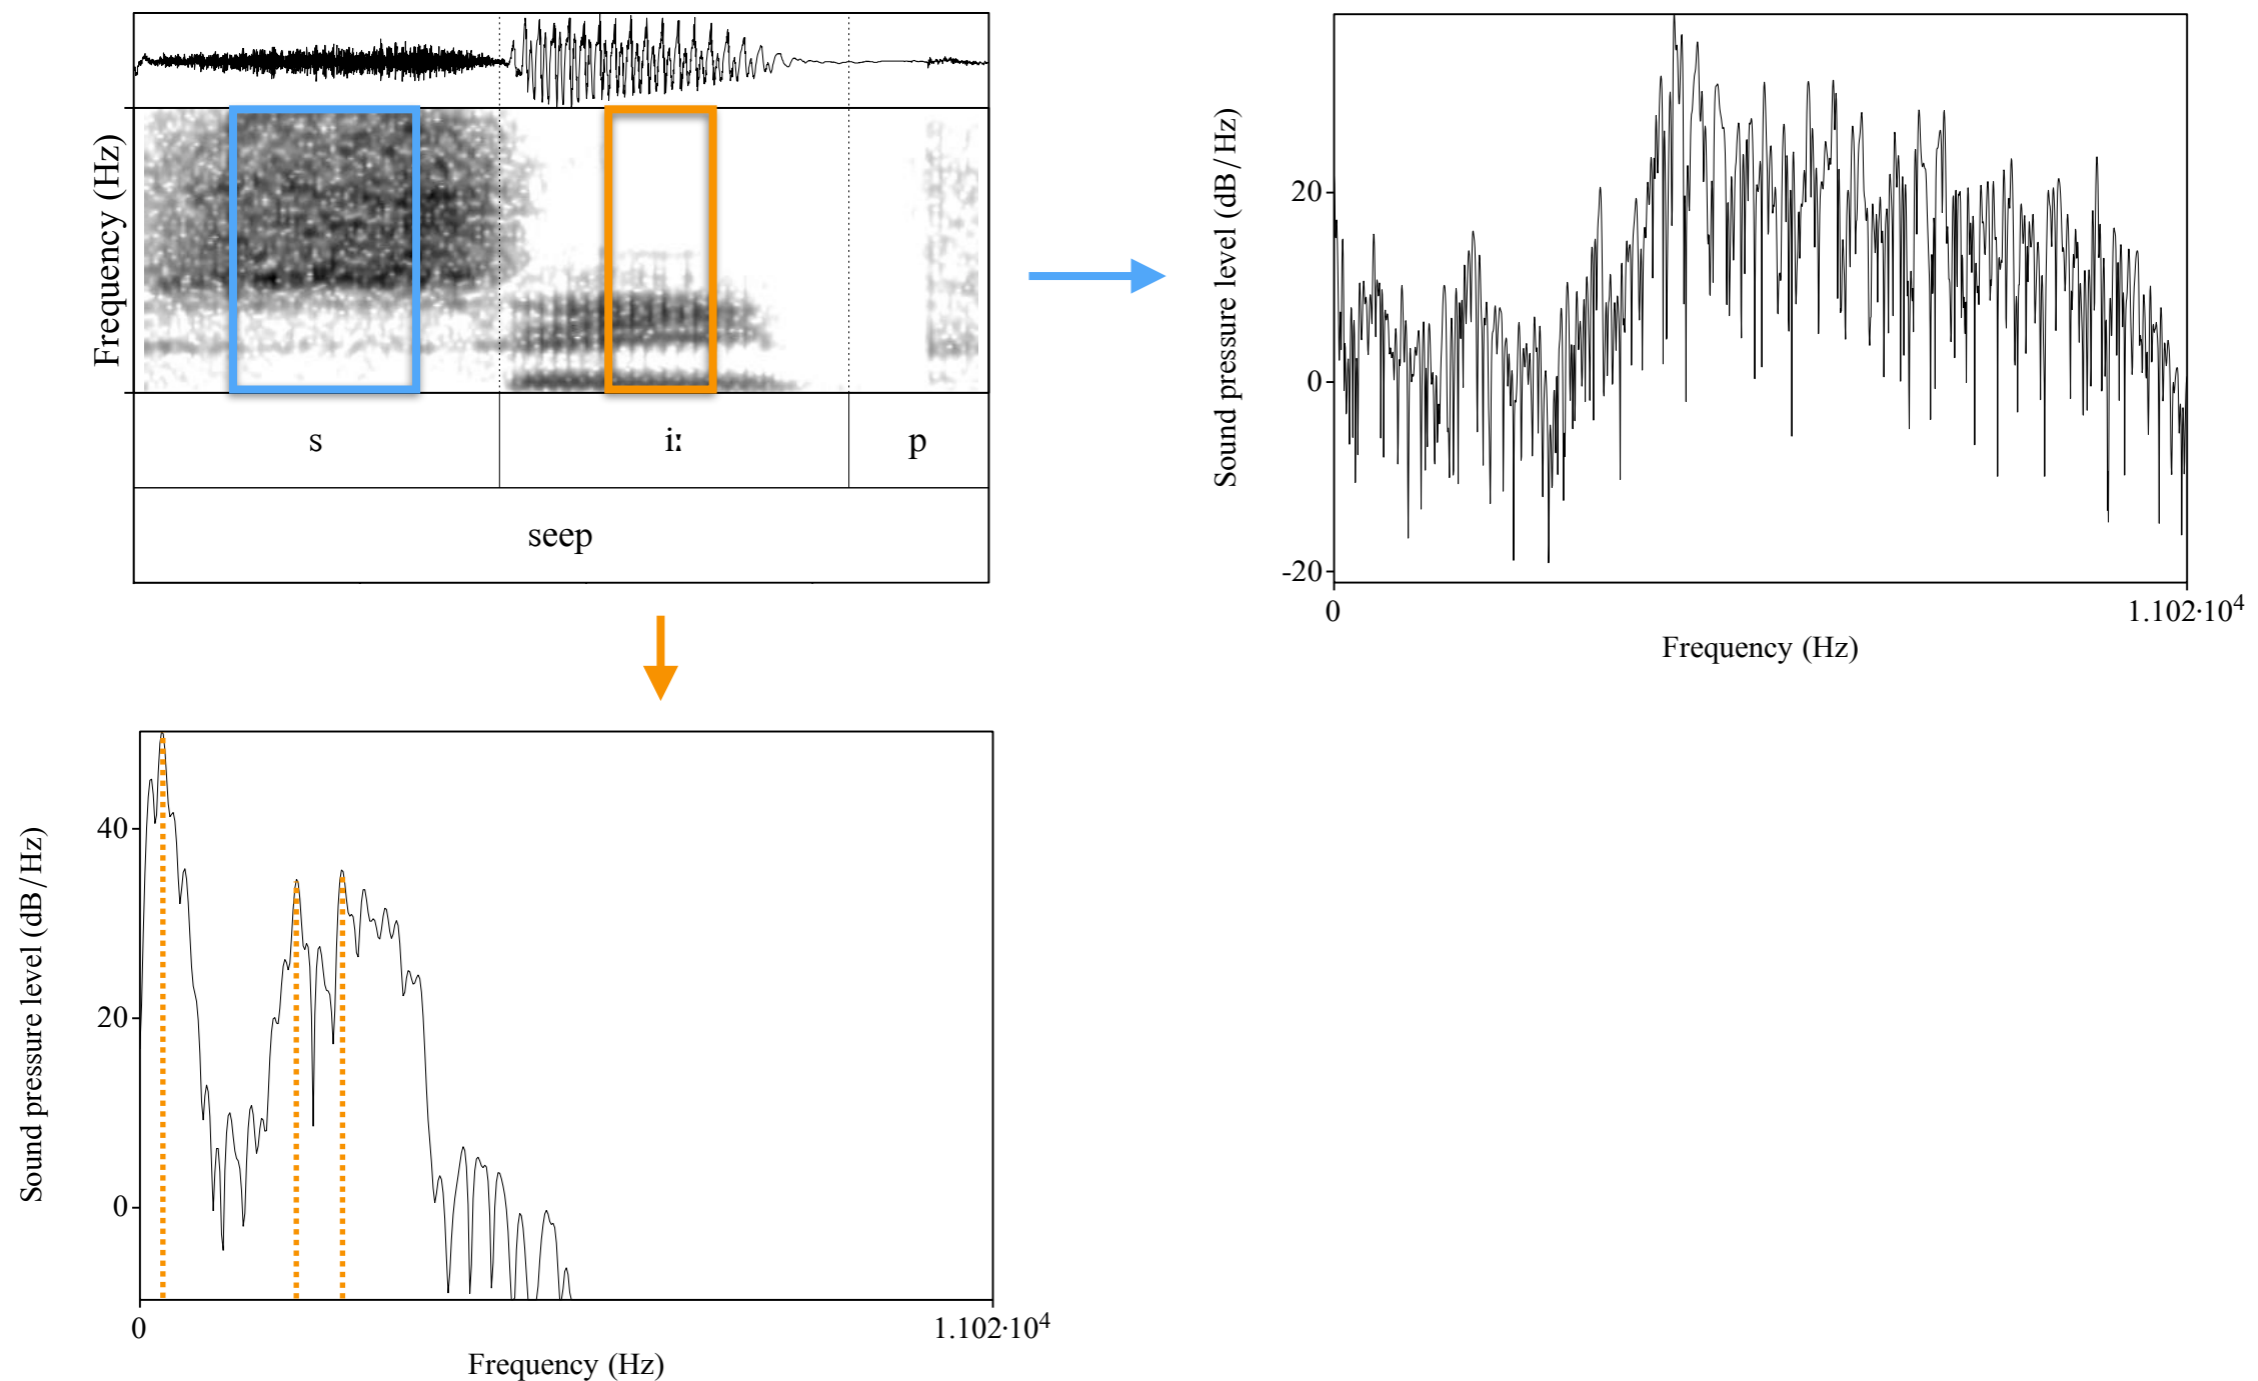 Frequency (Hz)
s iː p
seep
Sound pressure level (dB/Hz)
20
0
-20
0 1.102·10⁴
Frequency (Hz)
Sound pressure level (dB/Hz)
40
20
0
0 1.102·10⁴
Frequency (Hz)